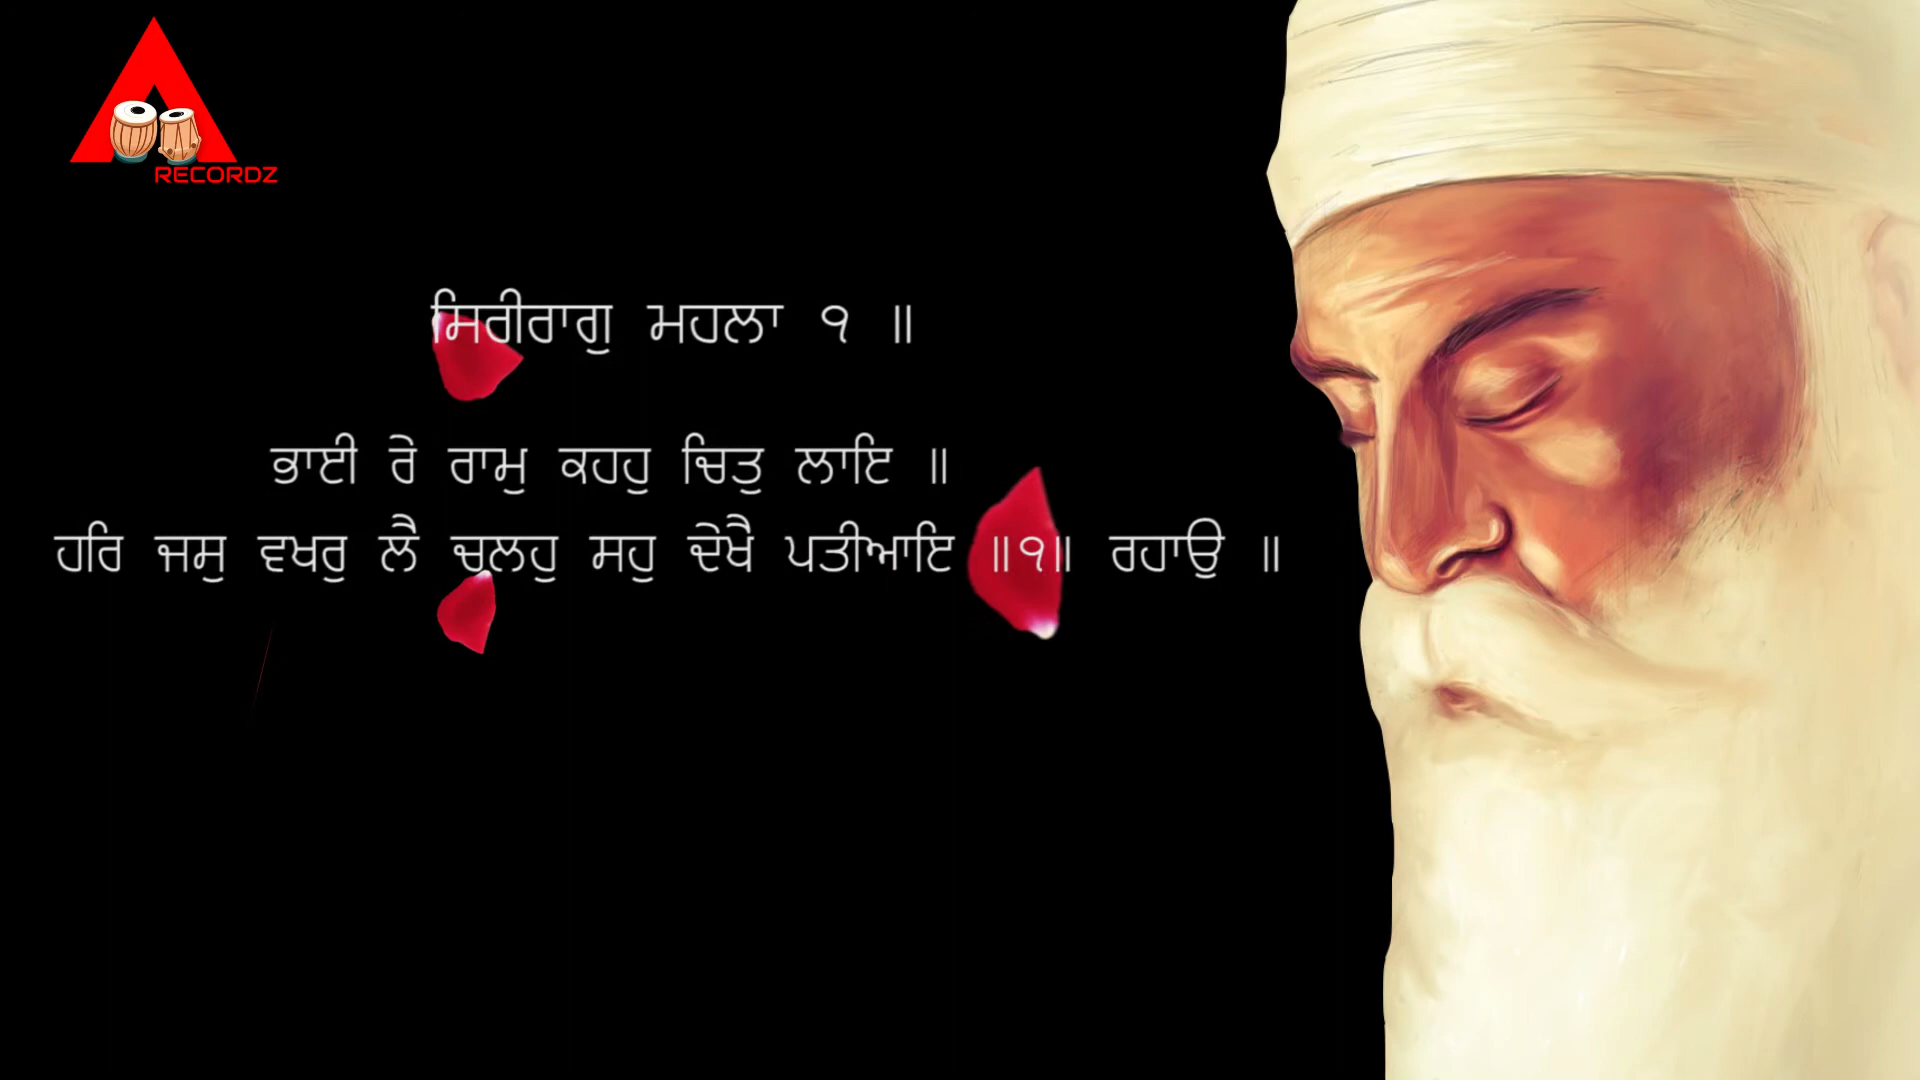 RECORDZ
ਸਿਰੀਰਾਗੁ ਮਹਲਾ ੧ ॥
ਭਾਈ ਰੇ ਰਾਮੁ ਕਹਹੁ ਚਿਤੁ ਲਾਇ ॥
ਹਰਿ ਜਸੁ ਵਖਰੁ ਲੈ ਚਲਹੁ ਸਹੁ ਦੇਖੈ ਪਤੀਆਇ ॥੧॥ ਰਹਾਉ ॥